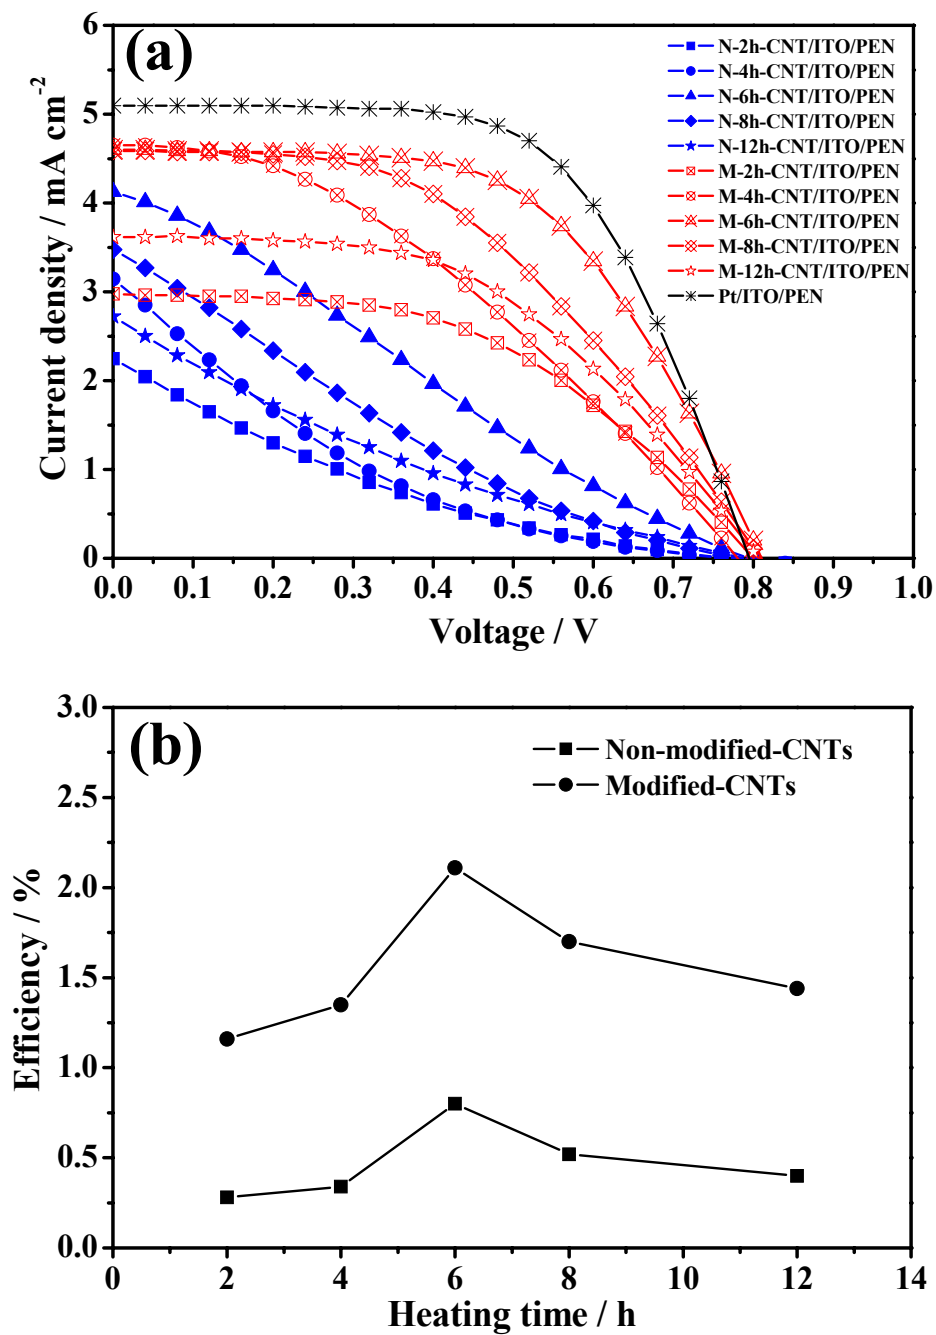 (a)
N-2h-CNT/ITO/PEN
N-4h-CNT/ITO/PEN
N-6h-CNT/ITO/PEN
N-8h-CNT/ITO/PEN
N-12h-CNT/ITO/PEN
M-2h-CNT/ITO/PEN
M-4h-CNT/ITO/PEN
M-6h-CNT/ITO/PEN
M-8h-CNT/ITO/PEN
M-12h-CNT/ITO/PEN
Pt/ITO/PEN
Current density / mA cm⁻²
6
5
4
3
2
1
0
0.0 0.1 0.2 0.3 0.4 0.5 0.6 0.7 0.8 0.9 1.0
Voltage / V
(b)
Non-modified-CNTs
Modified-CNTs
Efficiency / %
3.0
2.5
2.0
1.5
1.0
0.5
0.0
0 2 4 6 8 10 12 14
Heating time / h